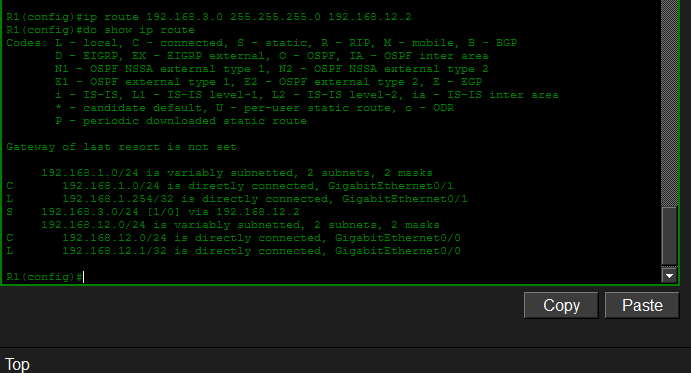 R1(config)#ip route 192.168.3.0 255.255.255.0 192.168.12.2
R1(config)#do show ip route
Codes: L - local, C - connected, S - static, R - RIP, M - mobile, B - BGP
       D - EIGRP, EX - EIGRP external, O - OSPF, IA - OSPF inter area
       N1 - OSPF NSSA external type 1, N2 - OSPF NSSA external type 2
       E1 - OSPF external type 1, E2 - OSPF external type 2, E - EGP
       i - IS-IS, L1 - IS-IS level-1, L2 - IS-IS level-2, ia - IS-IS inter area
       * - candidate default, U - per-user static route, o - ODR
       P - periodic downloaded static route
Gateway of last resort is not set
     192.168.1.0/24 is variably subnetted, 2 subnets, 2 masks
C       192.168.1.0/24 is directly connected, GigabitEthernet0/1
L       192.168.1.254/32 is directly connected, GigabitEthernet0/1
S    192.168.3.0/24 [1/0] via 192.168.12.2
     192.168.12.0/24 is variably subnetted, 2 subnets, 2 masks
C       192.168.12.0/24 is directly connected, GigabitEthernet0/0
L       192.168.12.1/32 is directly connected, GigabitEthernet0/0
R1(config)#
Copy Paste
Top